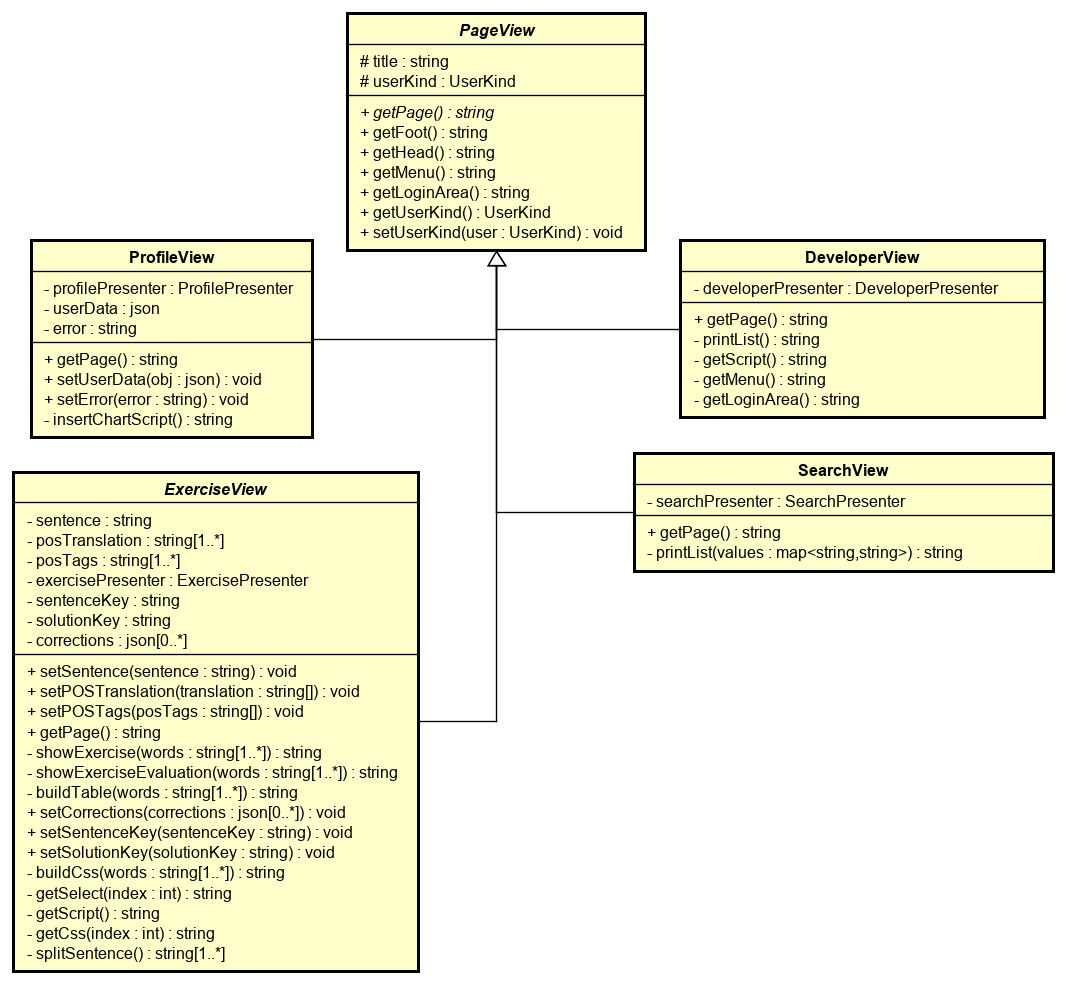 PageView
# title : string
# userKind : UserKind
+ getPage() : string
+ getFoot() : string
+ getHead() : string
+ getMenu() : string
+ getLoginArea() : string
+ getUserKind() : UserKind
+ setUserKind(user : UserKind) : void
ProfileView
- profilePresenter : ProfilePresenter
- userData : json
- error : string
+ getPage() : string
+ setUserData(obj : json) : void
+ setError(error : string) : void
- insertChartScript() : string
DeveloperView
- developerPresenter : DeveloperPresenter
+ getPage() : string
- printList() : string
- getScript() : string
- getMenu() : string
- getLoginArea() : string
ExerciseView
- sentence : string
- posTranslation : string[1..*]
- posTags : string[1..*]
- exercisePresenter : ExercisePresenter
- sentenceKey : string
- solutionKey : string
- corrections : json[0..*]
+ setSentence(sentence : string) : void
+ setPOSTranslation(translation : string[]) : void
+ setPOSTags(posTags : string[]) : void
+ getPage() : string
- showExercise(words : string[1..*]) : string
- showExerciseEvaluation(words : string[1..*]) : string
- buildTable(words : string[1..*]) : string
+ setCorrections(corrections : json[0..*]) : void
+ setSentenceKey(sentenceKey : string) : void
+ setSolutionKey(solutionKey : string) : void
- buildCss(words : string[1..*]) : string
- getSelect(index : int) : string
- getScript() : string
- getCss(index : int) : string
- splitSentence() : string[1..*]
SearchView
- searchPresenter : SearchPresenter
+ getPage() : string
- printList(values : map<string,string>) : string